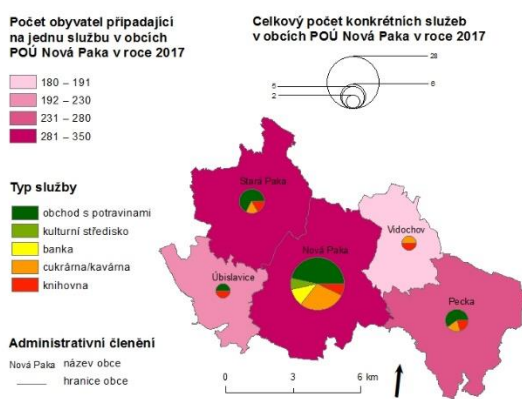 Počet obyvatel připadající
na jednu službu v obcích
POÚ Nová Paka v roce 2017
180 – 191
192 – 230
231 – 280
281 – 350
Celkový počet konkrétních služeb
v obcích POÚ Nová Paka v roce 2017
28
5
6
2
Typ služby
obchod s potravinami
kulturní středisko
banka
cukrárna/kavárna
knihovna
Stará Paka
Nová Paka
Vidochov
Úbislavice
Pecka
Administrativní členění
Nová Paka název obce
hranice obce
0 3 6 km